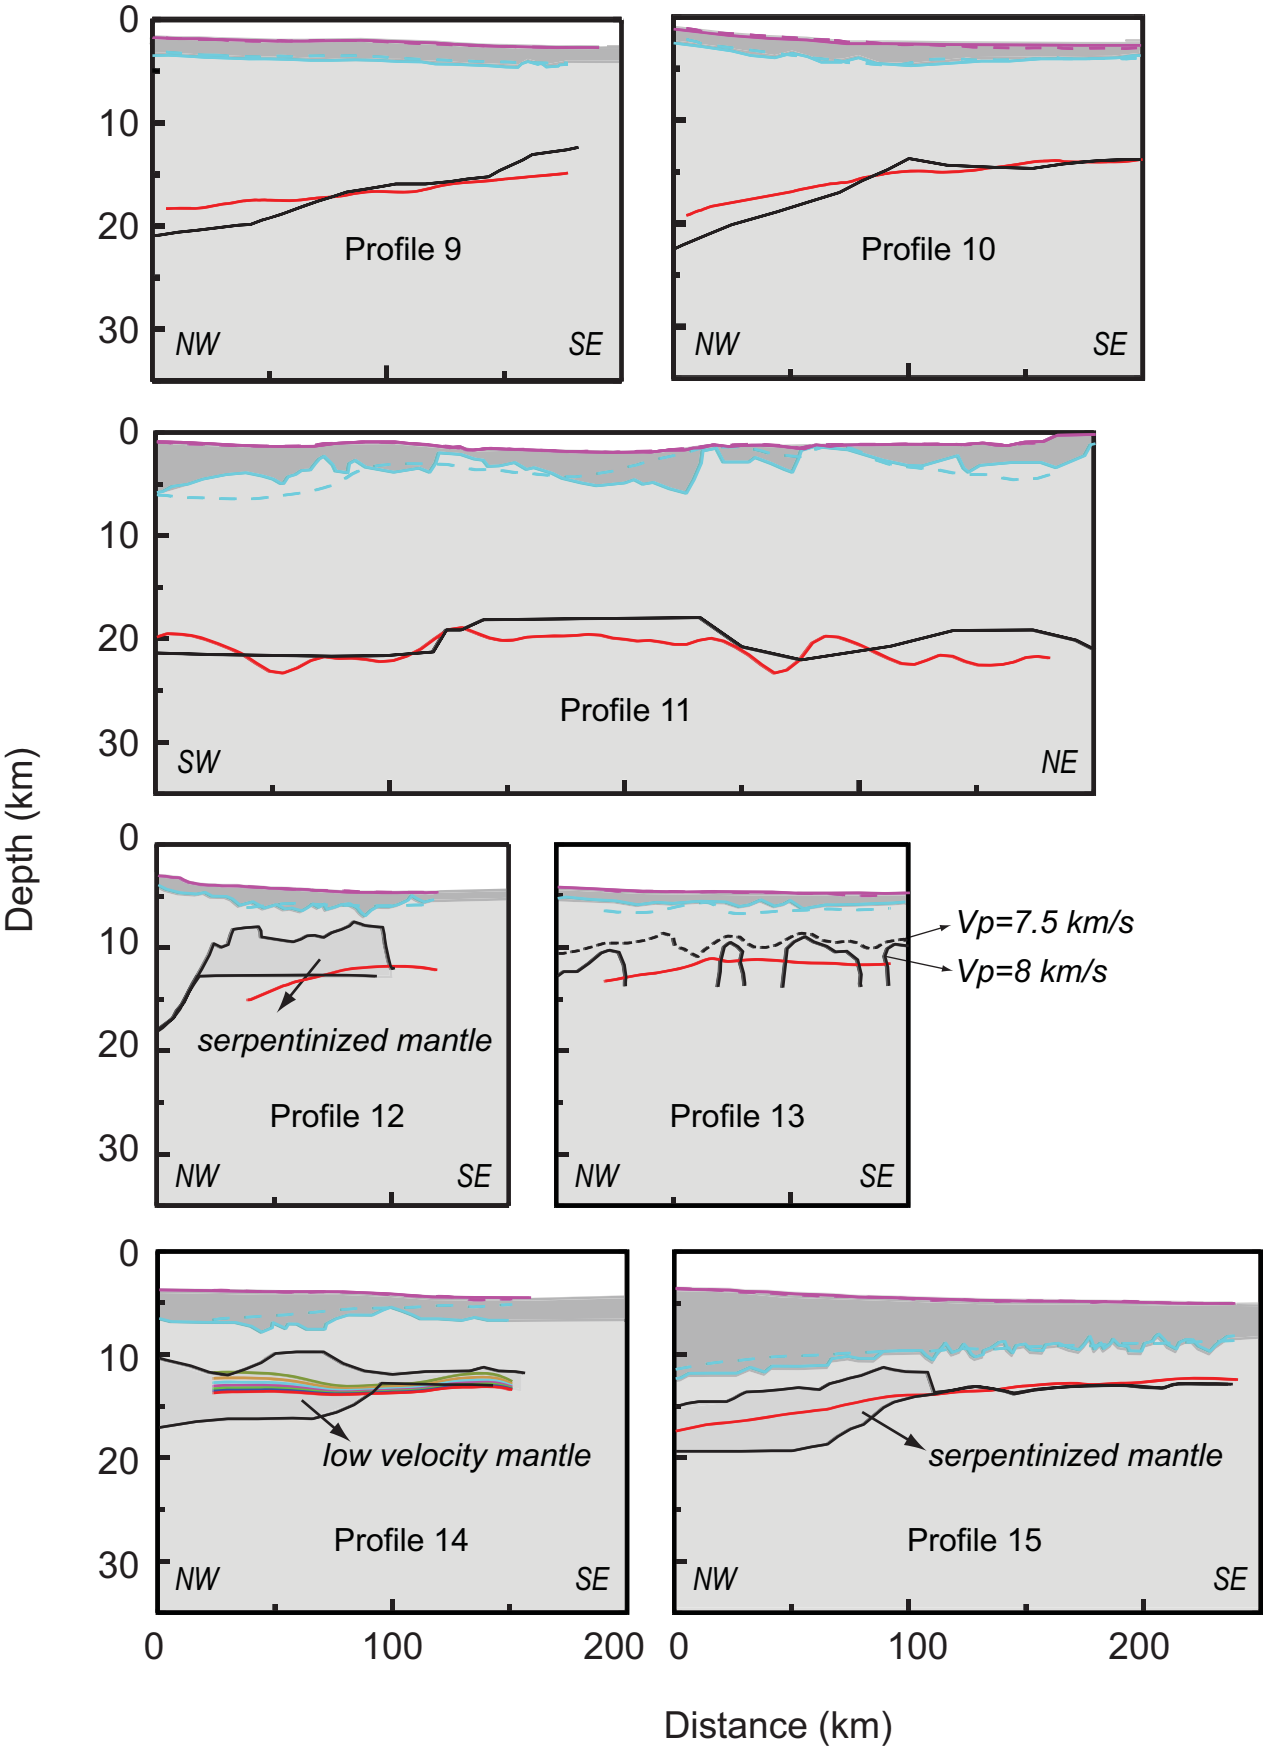 0
10
20
30
NW
SE
Profile 9
NW
SE
Profile 10
0
10
20
30
SW
NE
Profile 11
Depth (km)
0
10
20
30
serpentinized mantle
Profile 12
NW
SE
Vp=7.5 km/s
Vp=8 km/s
Profile 13
NW
SE
0
10
20
30
low velocity mantle
Profile 14
NW
SE
serpentinized mantle
Profile 15
NW
SE
0 100 200
0 100 200
Distance (km)